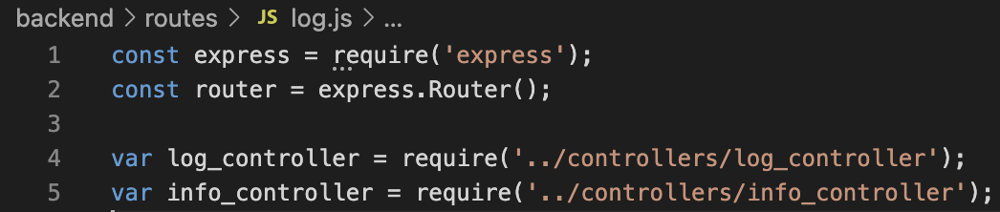 backend > routes > JS log.js > ...
1 const express = require('express');
2 const router = express.Router();
3
4 var log_controller = require('../controllers/log_controller');
5 var info_controller = require('../controllers/info_controller');